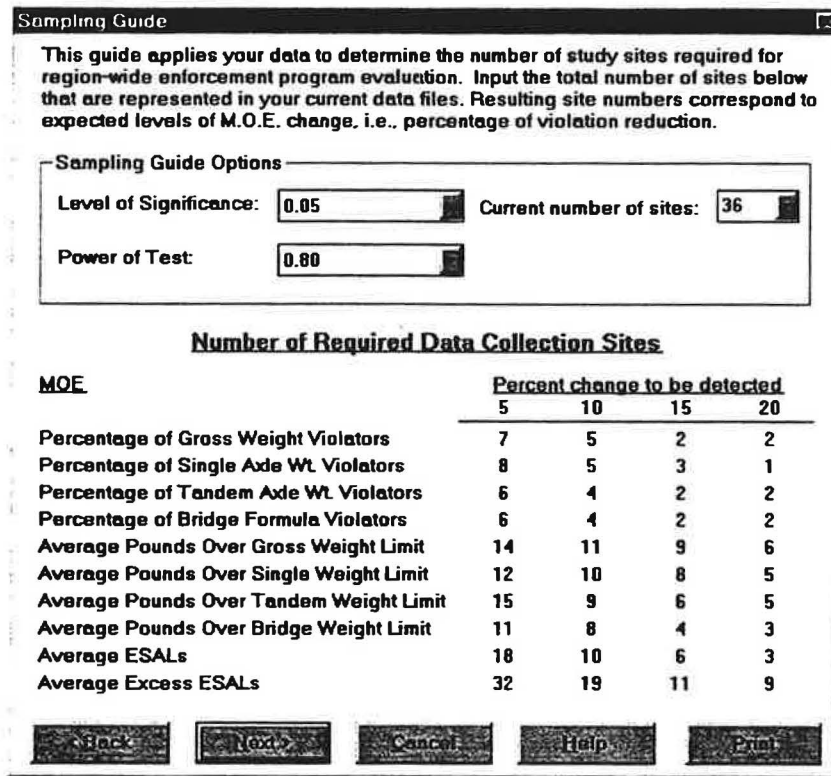 Sampling Guide
This guide applies your data to determine the number of study sites required for
region-wide enforcement program evaluation. Input the total number of sites below
that are represented in your current data files. Resulting site numbers correspond to
expected levels of M.O.E. change, i.e., percentage of violation reduction.
Sampling Guide Options
Level of Significance: 0.05 Current number of sites: 36
Power of Test: 0.80
Number of Required Data Collection Sites
MOE Percent change to be detected
5 10 15 20
Percentage of Gross Weight Violators 7 5 2 2
Percentage of Single Axle Wt. Violators 8 5 3 1
Percentage of Tandem Axle Wt. Violators 6 4 2 2
Percentage of Bridge Formula Violators 6 4 2 2
Average Pounds Over Gross Weight Limit 14 11 9 6
Average Pounds Over Single Weight Limit 12 10 8 5
Average Pounds Over Tandem Weight Limit 15 9 6 5
Average Pounds Over Bridge Weight Limit 11 8 4 3
Average ESALs 18 10 6 3
Average Excess ESALs 32 19 11 9
< Back Next > Cancel Help Print